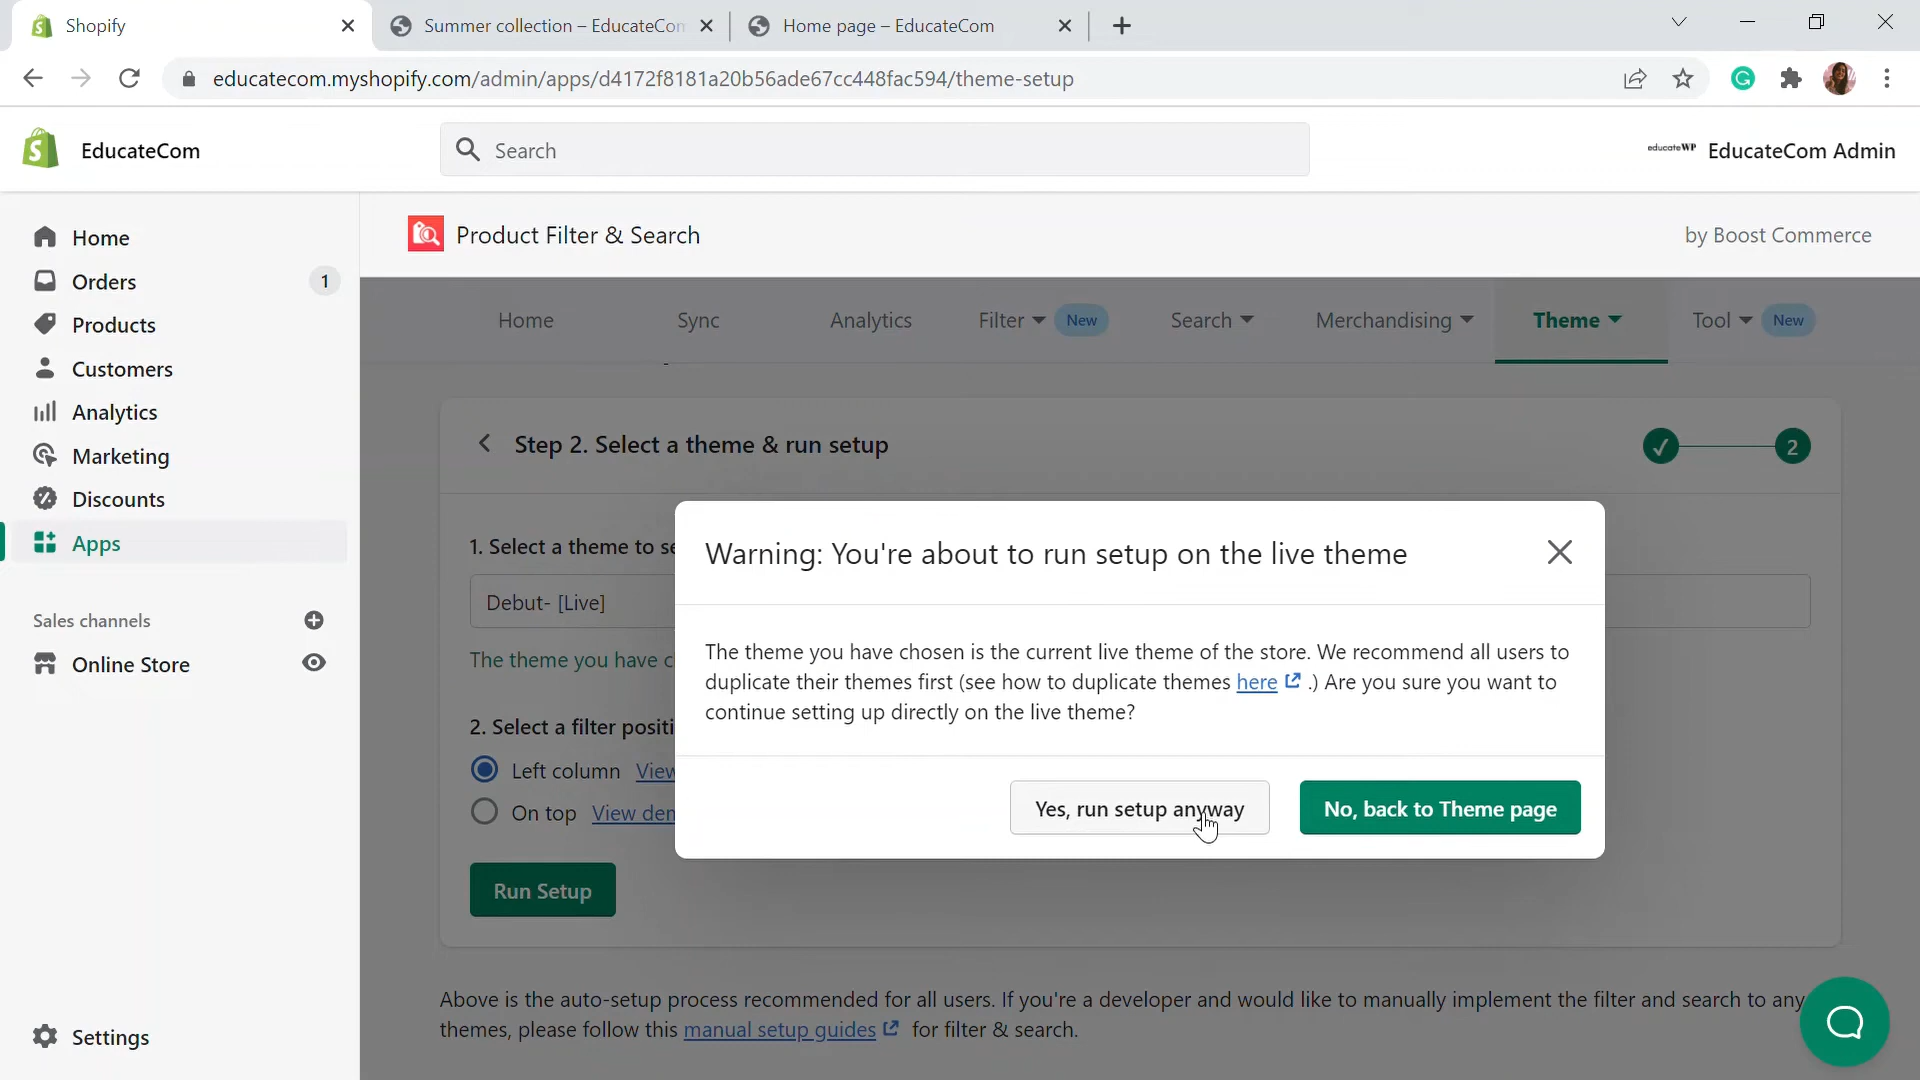 Shopify
Summer collection – EducateCom
Home page – EducateCom
educatecom.myshopify.com/admin/apps/d4172f8181a20b56ade67cc448fac594/theme-setup
EducateCom
Search
educateWP EducateCom Admin
Home
Orders 1
Products
Customers
Analytics
Marketing
Discounts
Apps
Sales channels
Online Store
Settings
Product Filter & Search
by Boost Commerce
Home Sync Analytics Filter New Search Merchandising Theme Tool New
Step 2. Select a theme & run setup
2
1. Select a theme to se
Debut- [Live]
The theme you have c
2. Select a filter positi
Left column View
On top View den
Run Setup
Warning: You're about to run setup on the live theme
The theme you have chosen is the current live theme of the store. We recommend all users to
duplicate their themes first (see how to duplicate themes here .) Are you sure you want to
continue setting up directly on the live theme?
Yes, run setup anyway
No, back to Theme page
Above is the auto-setup process recommended for all users. If you're a developer and would like to manually implement the filter and search to any
themes, please follow this manual setup guides for filter & search.